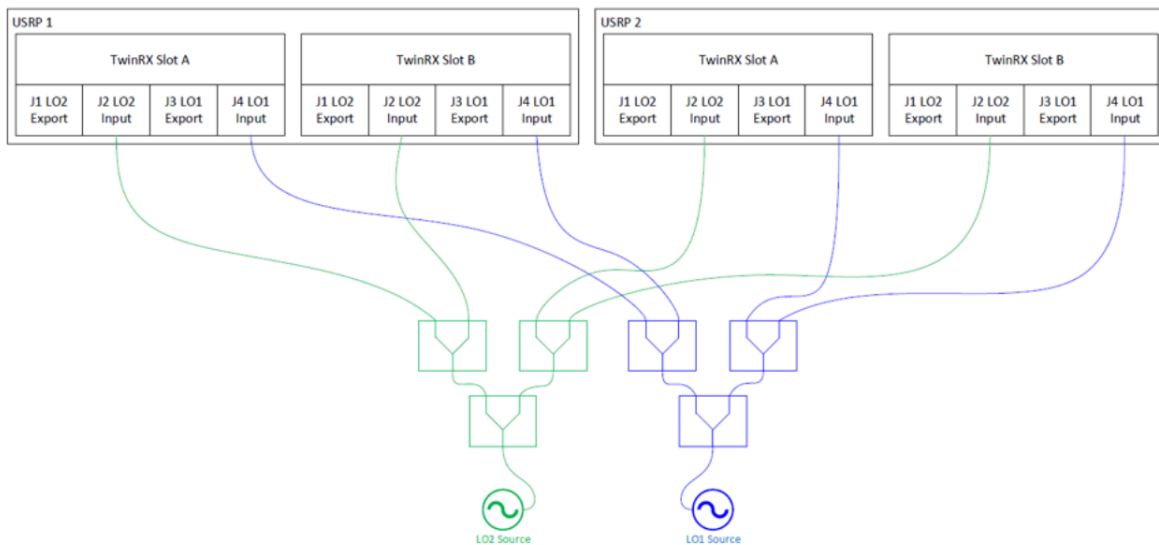 USRP 1
USRP 2
TwinRX Slot A
TwinRX Slot B
TwinRX Slot A
TwinRX Slot B
J1 LO2
Export
J2 LO2
Input
J3 LO1
Export
J4 LO1
Input
J1 LO2
Export
J2 LO2
Input
J3 LO1
Export
J4 LO1
Input
J1 LO2
Export
J2 LO2
Input
J3 LO1
Export
J4 LO1
Input
J1 LO2
Export
J2 LO2
Input
J3 LO1
Export
J4 LO1
Input
LO2 Source
LO1 Source